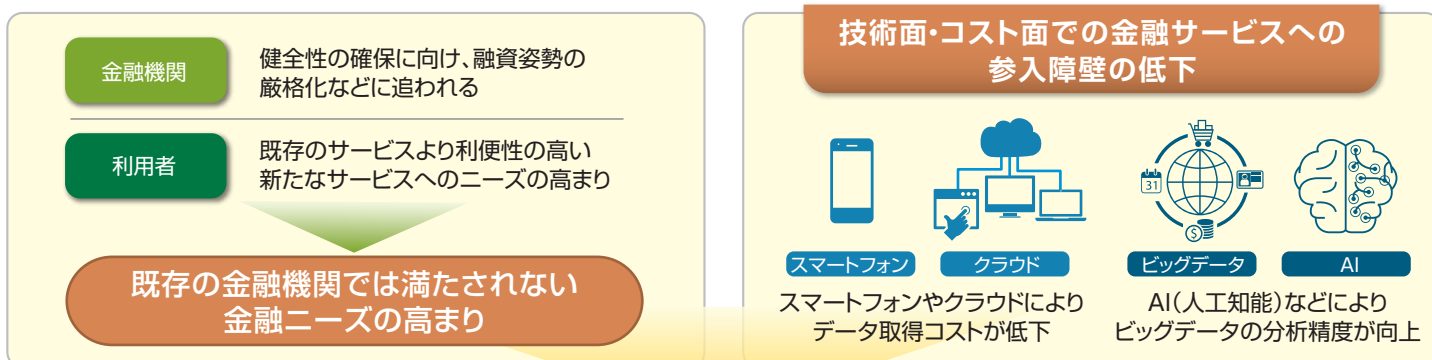 金融機関
健全性の確保に向け、融資姿勢の
厳格化などに追われる
利用者
既存のサービスより利便性の高い
新たなサービスへのニーズの高まり
既存の金融機関では満たされない
金融ニーズの高まり
技術面・コスト面での金融サービスへの
参入障壁の低下
31
$
スマートフォン
クラウド
ビッグデータ
AI
スマートフォンやクラウドにより
データ取得コストが低下
AI(人工知能)などにより
ビッグデータの分析精度が向上